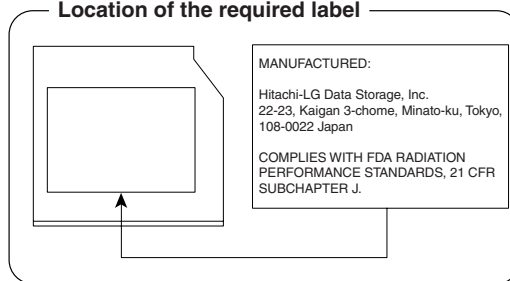 Location of the required label
MANUFACTURED:
Hitachi-LG Data Storage, Inc.
22-23, Kaigan 3-chome, Minato-ku, Tokyo,
108-0022 Japan
COMPLIES WITH FDA RADIATION
PERFORMANCE STANDARDS, 21 CFR
SUBCHAPTER J.